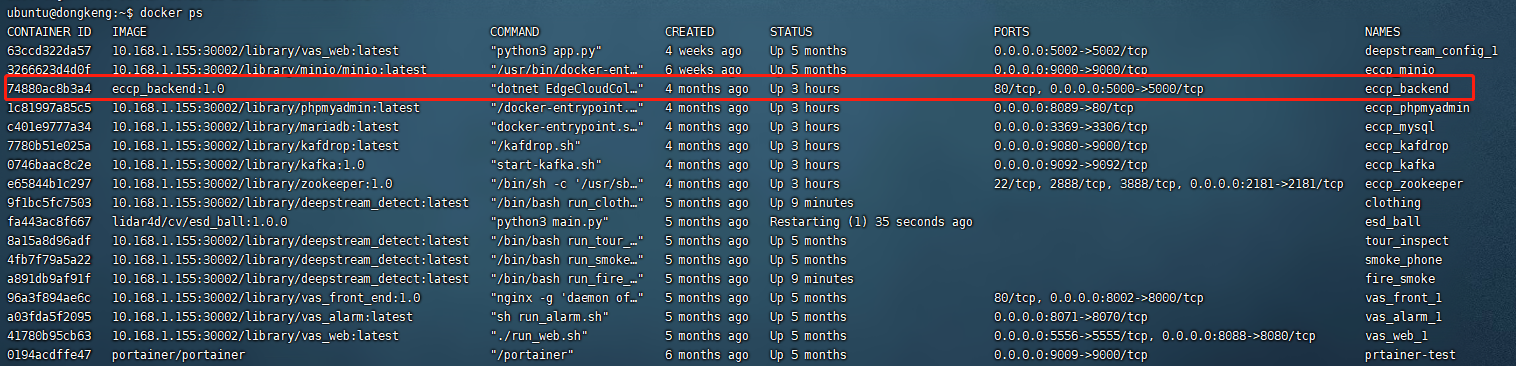 ubuntu@dongkeng:~$ docker ps
CONTAINER ID IMAGE COMMAND CREATED STATUS PORTS NAMES
63ccd322da57 10.168.1.155:30002/library/vas_web:latest "python3 app.py" 4 weeks ago Up 5 months 0.0.0.0:5002->5002/tcp deepstream_config_1
3266623d4d0f 10.168.1.155:30002/library/minio/minio:latest "/usr/bin/docker-ent…" 6 weeks ago Up 5 months 0.0.0.0:9000->9000/tcp eccp_minio
74880ac8b3a4 eccp_backend:1.0 "dotnet EdgeCloudCol…" 4 months ago Up 3 hours 80/tcp, 0.0.0.0:5000->5000/tcp eccp_backend
1c81997a85c5 10.168.1.155:30002/library/phpmyadmin:latest "/docker-entrypoint.…" 4 months ago Up 3 hours 0.0.0.0:8089->80/tcp eccp_phpmyadmin
c401e9777a34 10.168.1.155:30002/library/mariadb:latest "docker-entrypoint.s…" 4 months ago Up 3 hours 0.0.0.0:3369->3306/tcp eccp_mysql
7780b51e025a 10.168.1.155:30002/library/kafdrop:latest "/kafdrop.sh" 4 months ago Up 3 hours 0.0.0.0:9080->9000/tcp eccp_kafdrop
0746baac8c2e 10.168.1.155:30002/library/kafka:1.0 "start-kafka.sh" 4 months ago Up 3 hours 0.0.0.0:9092->9092/tcp eccp_kafka
e65844b1c297 10.168.1.155:30002/library/zookeeper:1.0 "/bin/sh -c '/usr/sb…" 4 months ago Up 3 hours 22/tcp, 2888/tcp, 3888/tcp, 0.0.0.0:2181->2181/tcp eccp_zookeeper
9f1bc5fc7503 10.168.1.155:30002/library/deepstream_detect:latest "/bin/bash run_cloth…" 5 months ago Up 9 minutes clothing
fa443ac8f667 lidar4d/cv/esd_ball:1.0.0 "python3 main.py" 5 months ago Restarting (1) 35 seconds ago esd_ball
8a15a8d96adf 10.168.1.155:30002/library/deepstream_detect:latest "/bin/bash run_tour_…" 5 months ago Up 5 months tour_inspect
4fb7f79a5a22 10.168.1.155:30002/library/deepstream_detect:latest "/bin/bash run_smoke…" 5 months ago Up 5 months smoke_phone
a891db9af91f 10.168.1.155:30002/library/deepstream_detect:latest "/bin/bash run_fire_…" 5 months ago Up 9 minutes fire_smoke
96a3f894ae6c 10.168.1.155:30002/library/vas_front_end:1.0 "nginx -g 'daemon of…" 5 months ago Up 5 months 80/tcp, 0.0.0.0:8002->8000/tcp vas_front_1
a03fda5f2095 10.168.1.155:30002/library/vas_alarm:latest "sh run_alarm.sh" 5 months ago Up 5 months 0.0.0.0:8071->8070/tcp vas_alarm_1
41780b95cb63 10.168.1.155:30002/library/vas_web:latest "./run_web.sh" 5 months ago Up 5 months 0.0.0.0:5556->5555/tcp, 0.0.0.0:8088->8080/tcp vas_web_1
0194acdffe47 portainer/portainer "/portainer" 6 months ago Up 5 months 0.0.0.0:9009->9000/tcp prtainer-test